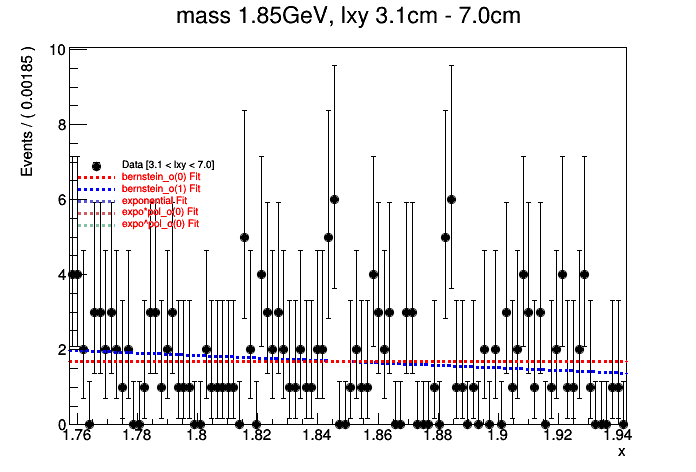 mass 1.85GeV, lxy 3.1cm - 7.0cm
Events / ( 0.00185 )
10
8
6
4
2
0
Data [3.1 < lxy < 7.0]
bernstein_o(0) Fit
bernstein_o(1) Fit
exponential Fit
expo*pol_o(0) Fit
expo^pol_o(0) Fit
1.76 1.78 1.8 1.82 1.84 1.86 1.88 1.9 1.92 1.94
x